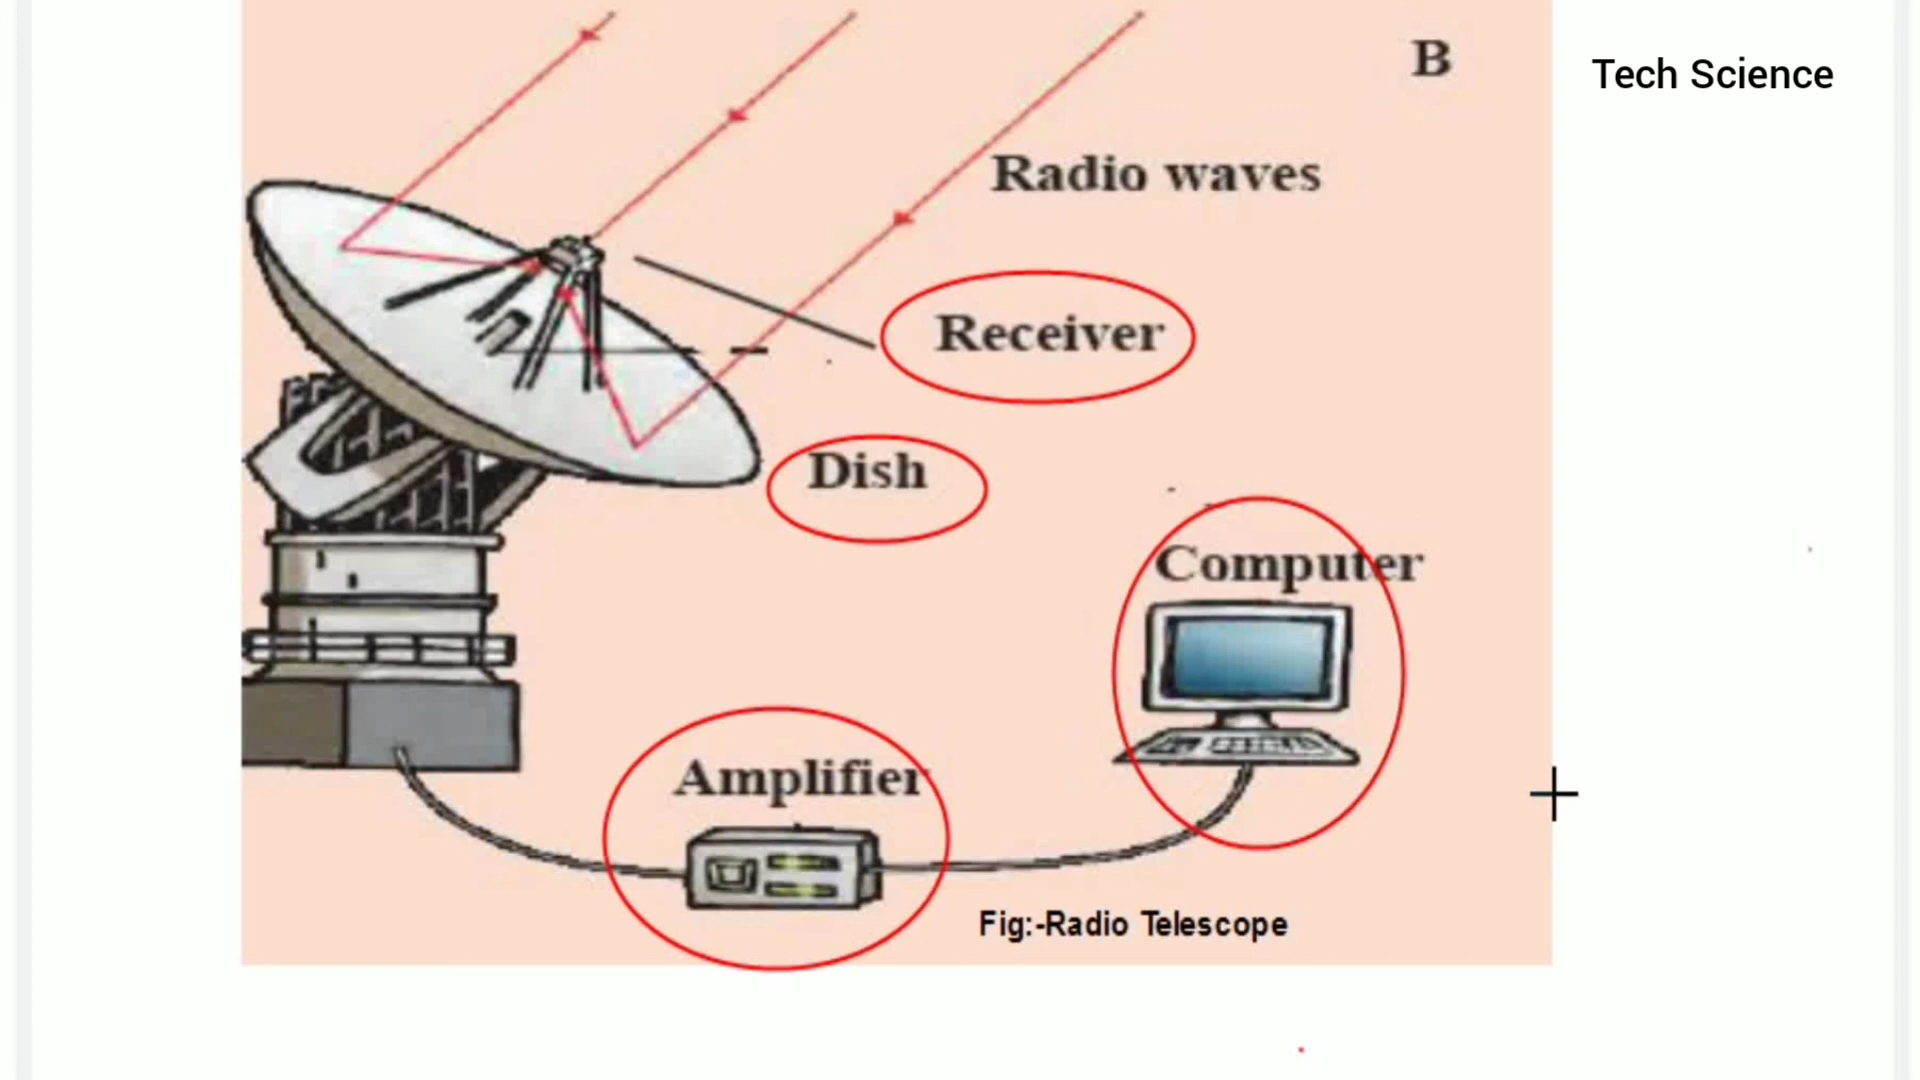 B
Tech Science
Radio waves
Receiver
Dish
Computer
Amplifier
Fig:-Radio Telescope